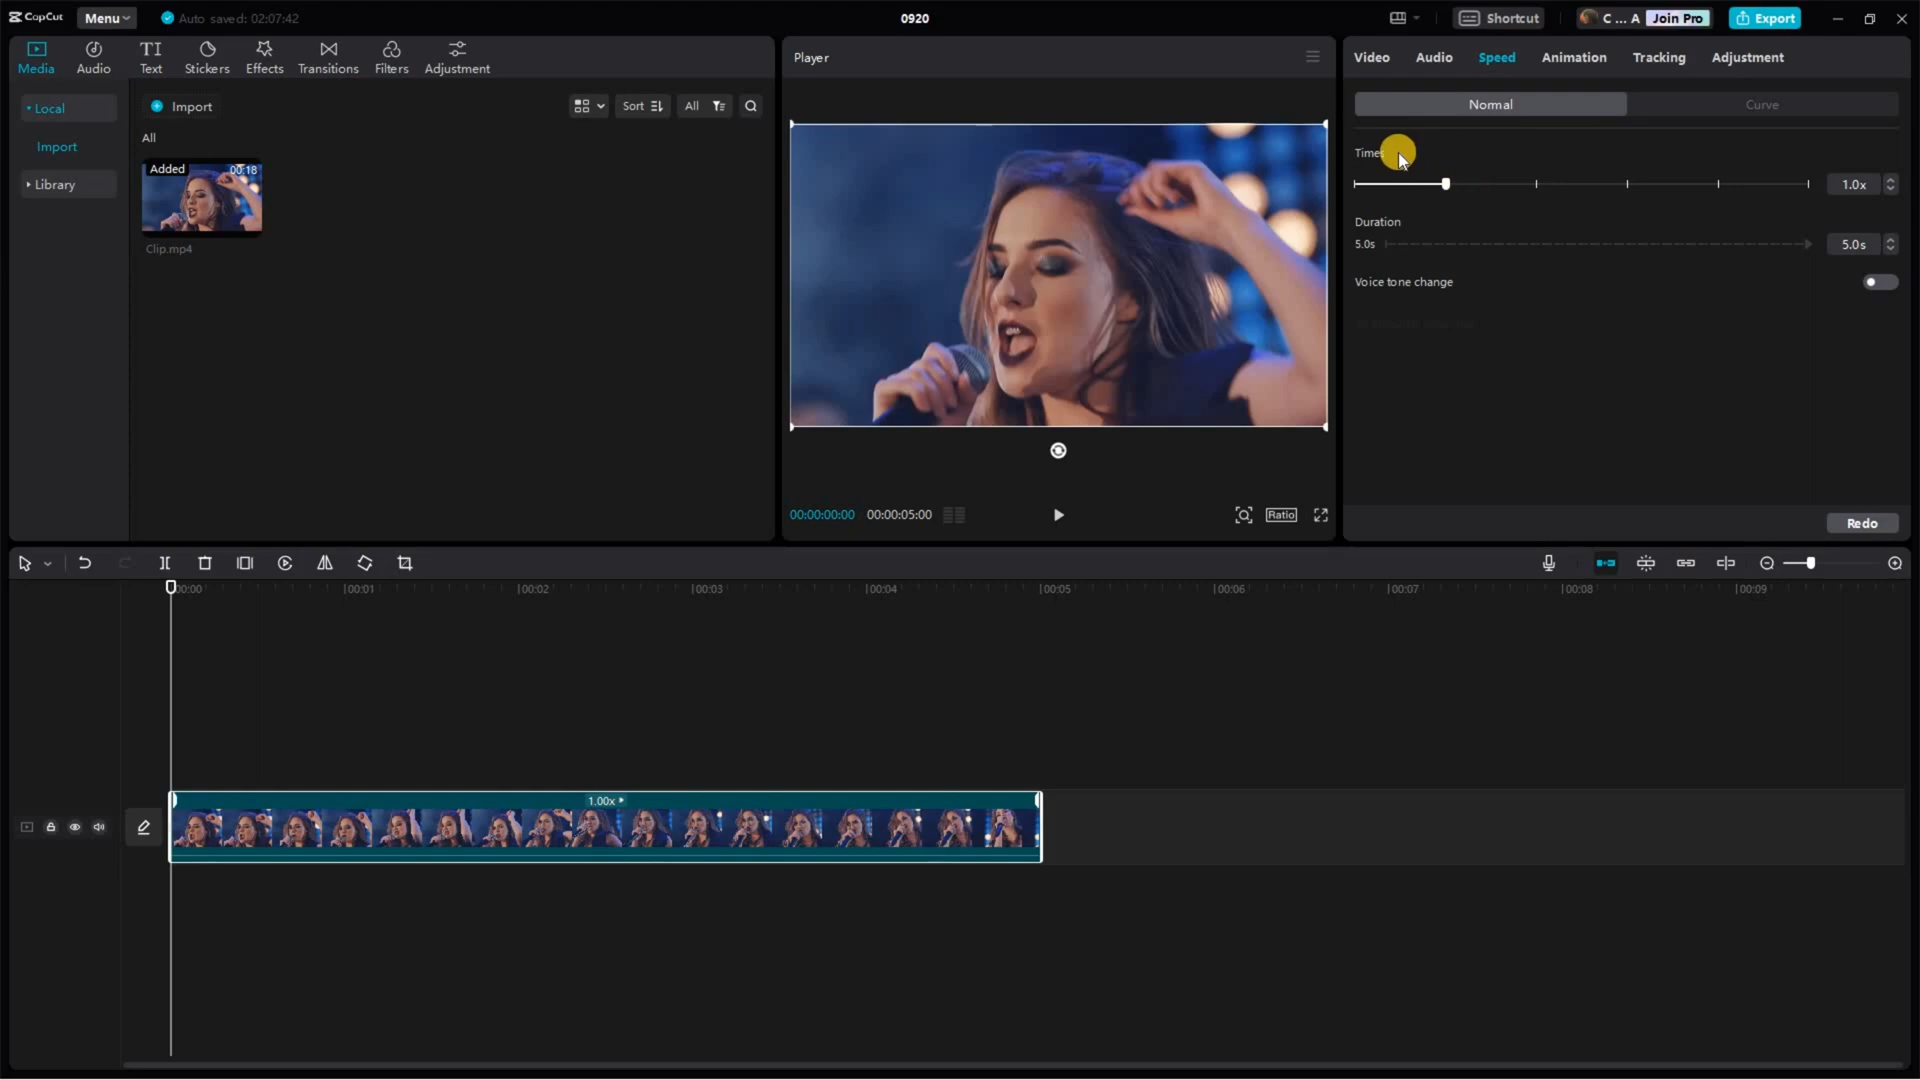 CapCut
Menu
Auto saved: 02:07:42
0920
Shortcut
C ... A
Join Pro
Export
Media
Audio
Text
Stickers
Effects
Transitions
Filters
Adjustment
Player
Video
Audio
Speed
Animation
Tracking
Adjustment
Local
Import
Library
Import
Sort
All
All
Added
00:18
Clip.mp4
Normal
Curve
Times
1.0x
Duration
5.0s
5.0s
Voice tone change
00:00:00:00
00:00:05:00
Ratio
Redo
00:00
00:01
00:02
00:03
00:04
00:05
00:06
00:07
00:08
00:09
1.00x